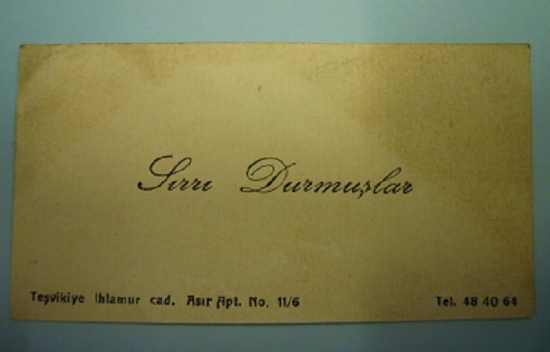 Sırrı Durmuşlar
Teşvikiye Ihlamur cad. Asır Apt. No. 11/6 Tel. 48 40 64